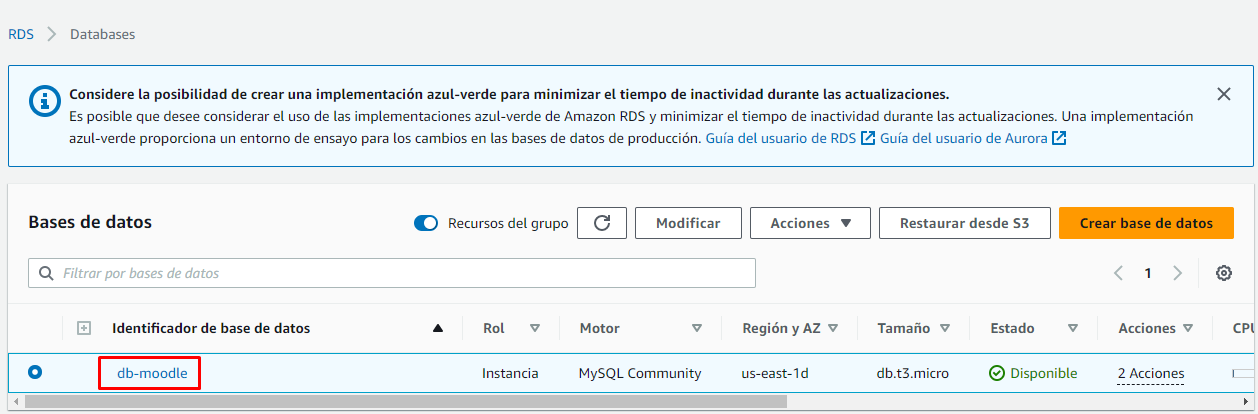 RDS > Databases
Considere la posibilidad de crear una implementación azul-verde para minimizar el tiempo de inactividad durante las actualizaciones.
Es posible que desee considerar el uso de las implementaciones azul-verde de Amazon RDS y minimizar el tiempo de inactividad durante las actualizaciones. Una implementación
azul-verde proporciona un entorno de ensayo para los cambios en las bases de datos de producción. Guía del usuario de RDS Guía del usuario de Aurora
Bases de datos Recursos del grupo Modificar Acciones Restaurar desde S3 Crear base de datos
Filtrar por bases de datos 1
Identificador de base de datos Rol Motor Región y AZ Tamaño Estado Acciones CPU
db-moodle Instancia MySQL Community us-east-1d db.t3.micro Disponible 2 Acciones